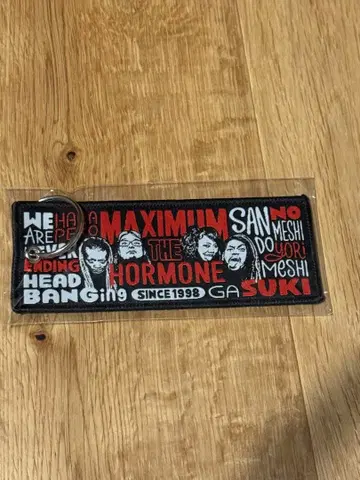 WE
ARE
ENDING
HEAD
BANGing
MAXIMUM
THE
HORMONE
SINCE 1998
SAN NO
MESHI
DO YORI
MESHI
GA SUKI